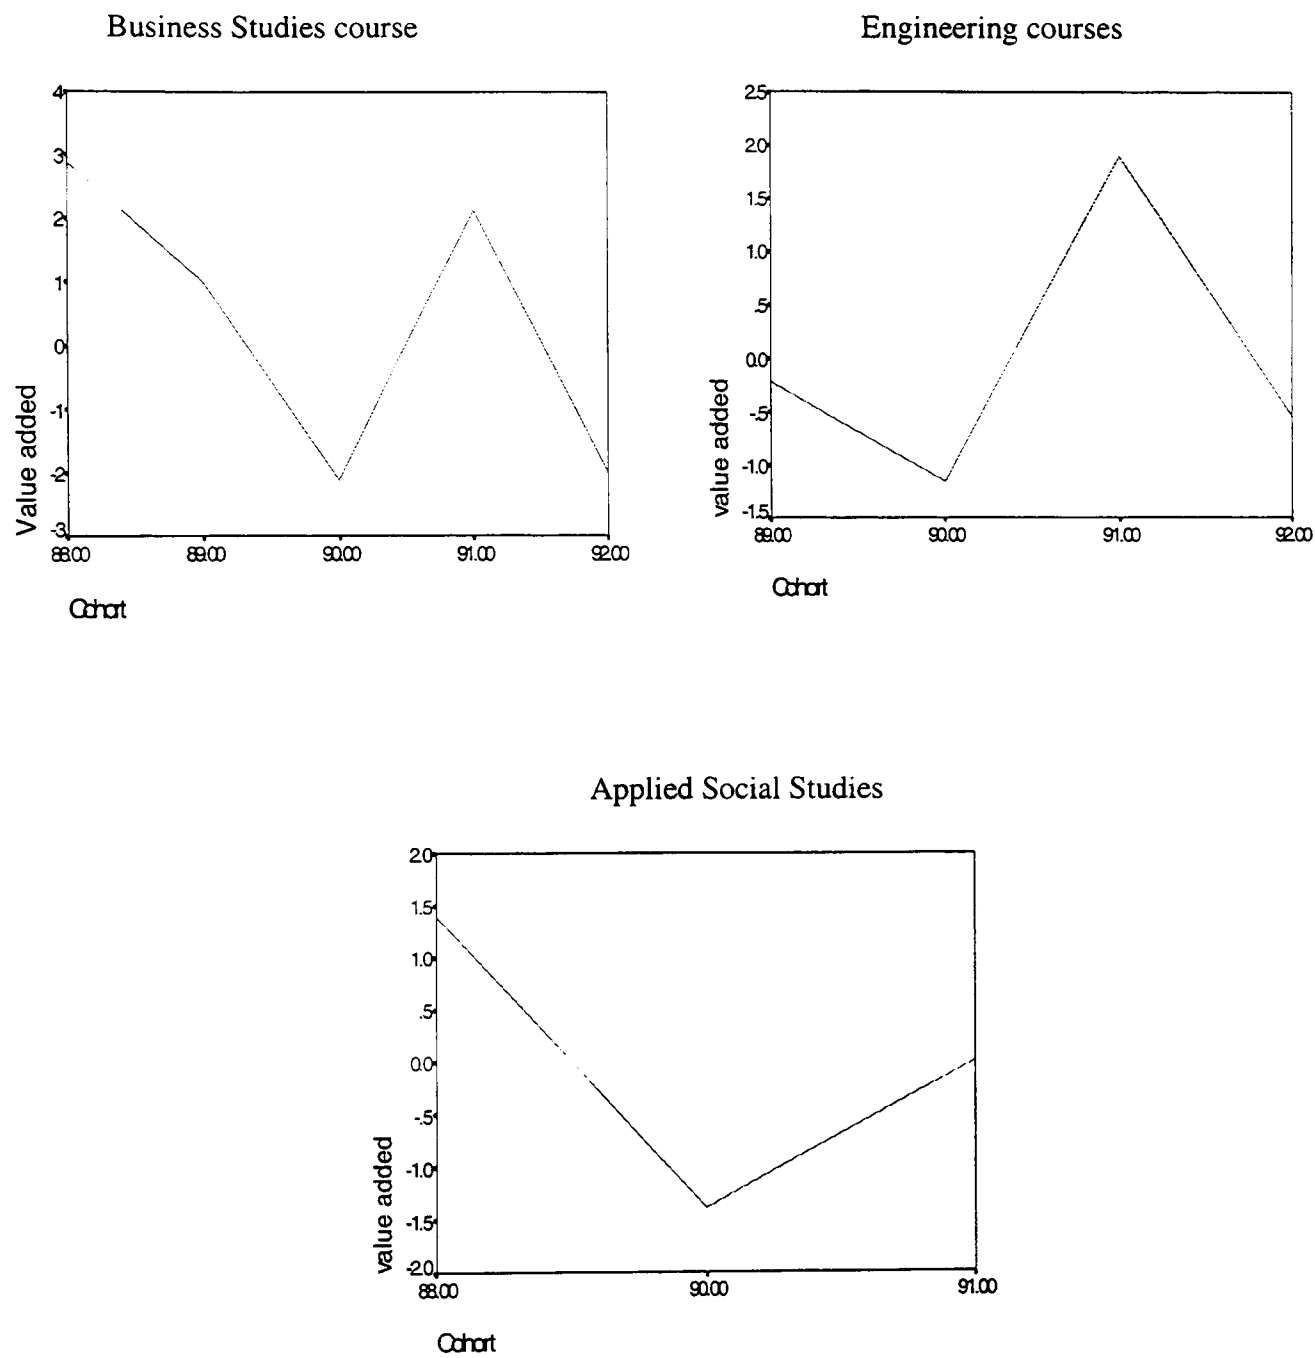 Business Studies course
4
3
2
1
0
-1
-2
-3
Value added
88.00 89.00 90.00 91.00 92.00
Cohort
Engineering courses
2.5
2.0
1.5
1.0
.5
0.0
-.5
-1.0
-1.5
value added
89.00 90.00 91.00 92.00
Cohort
Applied Social Studies
2.0
1.5
1.0
.5
0.0
-.5
-1.0
-1.5
-2.0
value added
88.00 90.00 91.00
Cohort